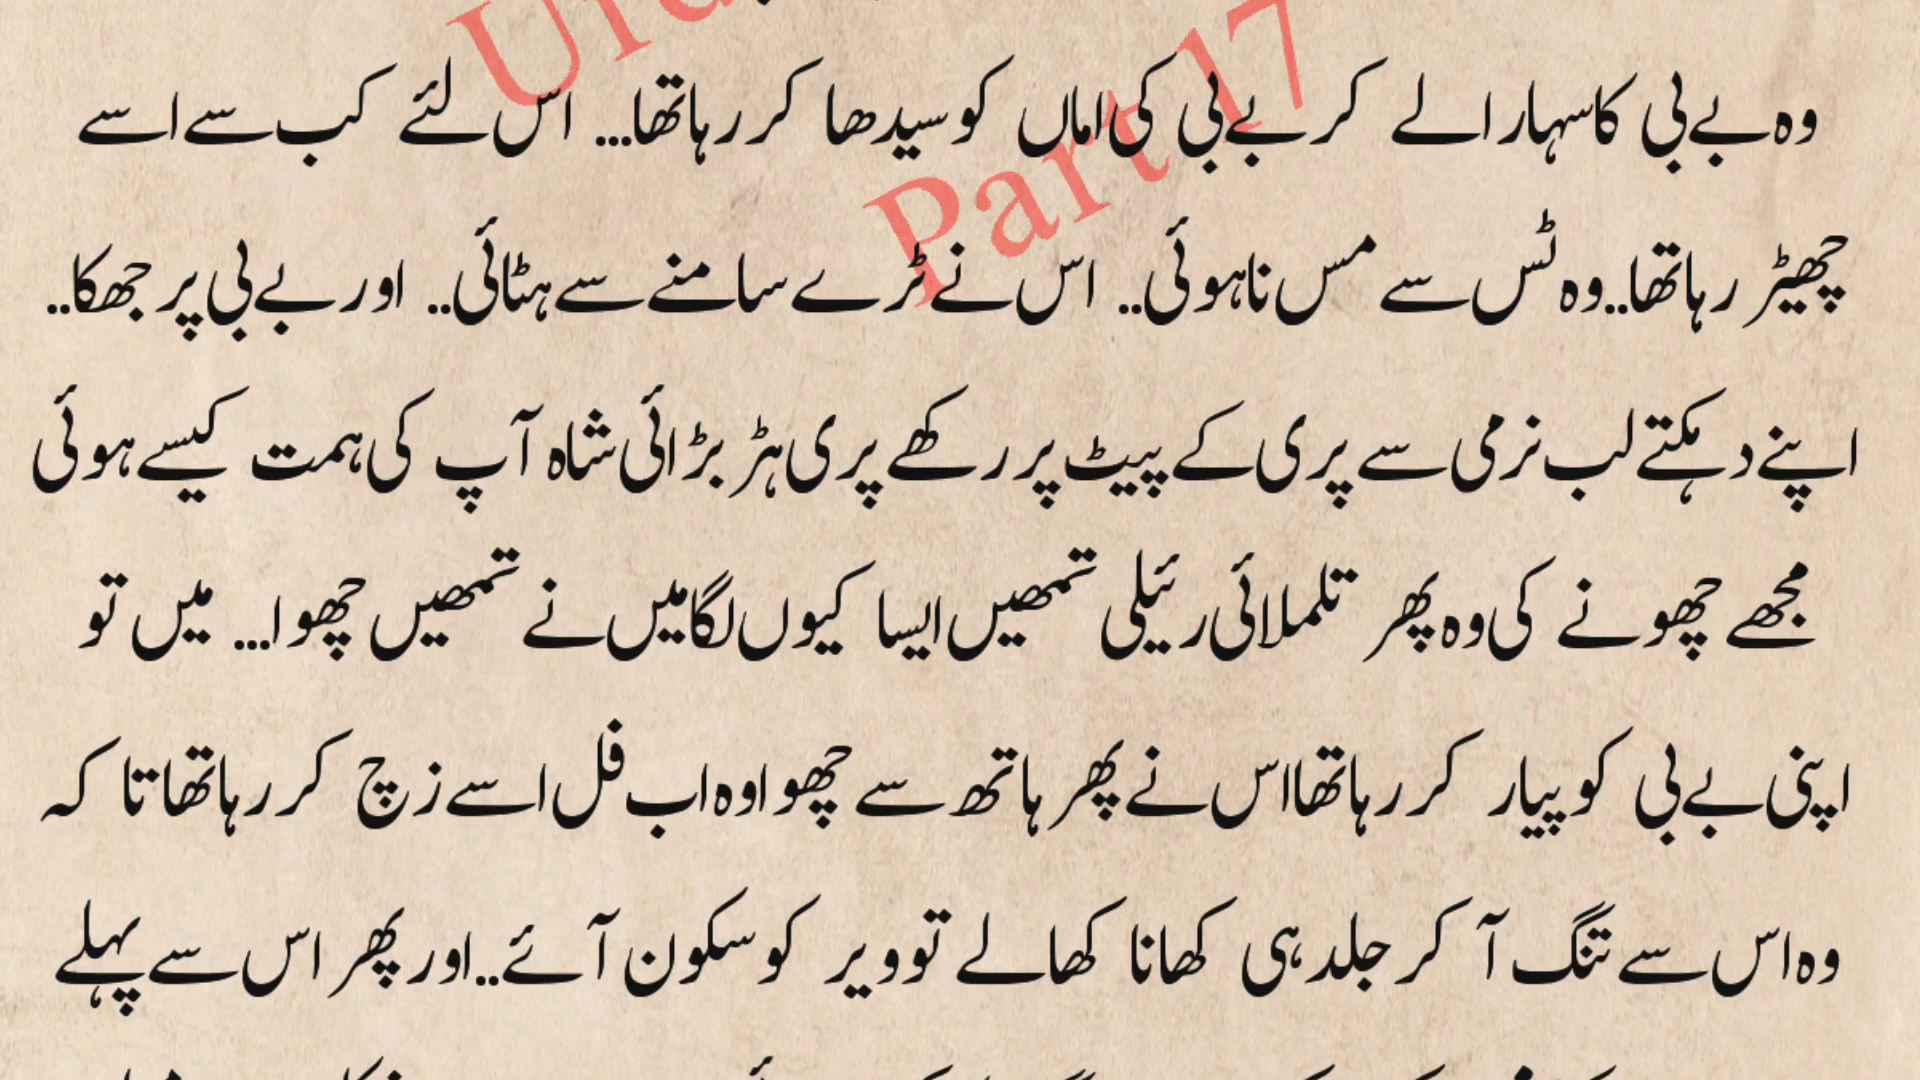 Part 17
وہ بے بی کا سہارا لے کر بے بی کی اماں کو سیدھا کر رہا تھا... اس لئے کب سے اسے
چھیڑ رہا تھا..وہ ٹس سے مس نا ہوئی.. اس نے ٹرے سامنے سے ہٹائی.. اور بے بی پر جھکا..
اپنے دہکتے لب نرمی سے پری کے پیٹ پر رکھے پری ہڑبڑائی شاہ آپ کی ہمت کیسے ہوئی
مجھے چھونے کی وہ پھر تلملائی رئیلی تمھیں ایسا کیوں لگا میں نے تمھیں چھوا... میں تو
اپنی بے بی کو پیار کر رہا تھا اس نے پھر ہاتھ سے چھوا وہ اب فل اسے زچ کر رہا تھا تا کہ
وہ اس سے تنگ آ کر جلد ہی کھانا کھا لے تو ویر کو سکون آئے..اور پھر اس سے پہلے